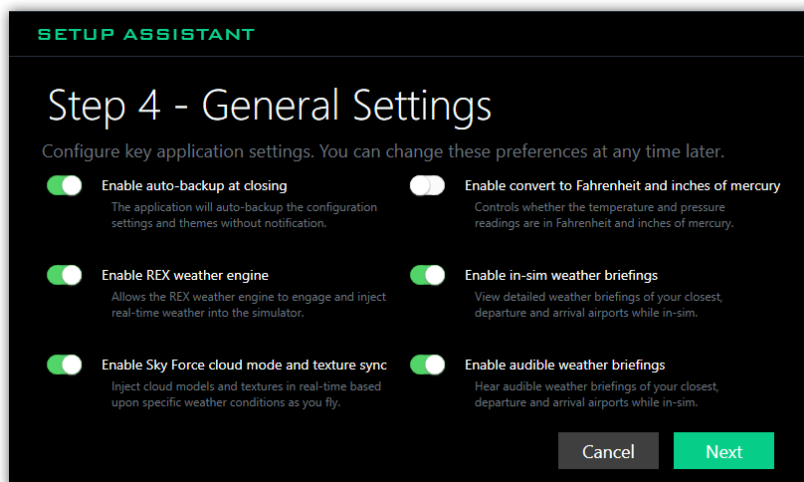 SETUP ASSISTANT
Step 4 - General Settings
Configure key application settings. You can change these preferences at any time later.
Enable auto-backup at closing
The application will auto-backup the configuration
settings and themes without notification.
Enable convert to Fahrenheit and inches of mercury
Controls whether the temperature and pressure
readings are in Fahrenheit and inches of mercury.
Enable REX weather engine
Allows the REX weather engine to engage and inject
real-time weather into the simulator.
Enable in-sim weather briefings
View detailed weather briefings of your closest,
departure and arrival airports while in-sim.
Enable Sky Force cloud mode and texture sync
Inject cloud models and textures in real-time based
upon specific weather conditions as you fly.
Enable audible weather briefings
Hear audible weather briefings of your closest,
departure and arrival airports while in-sim.
Cancel
Next